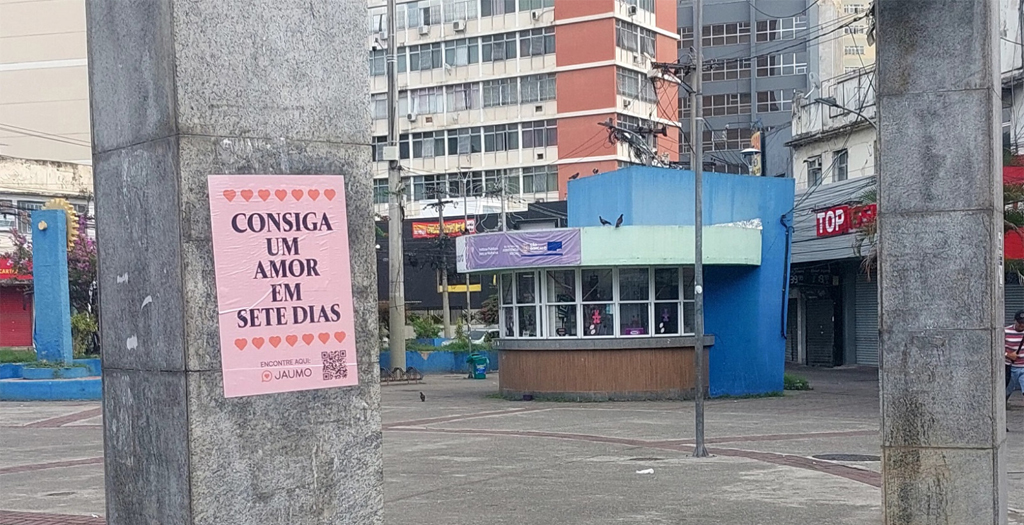 CONSIGA
UM
AMOR
EM
SETE DIAS
ENCONTRE AQUI:
JAUMO
TOP